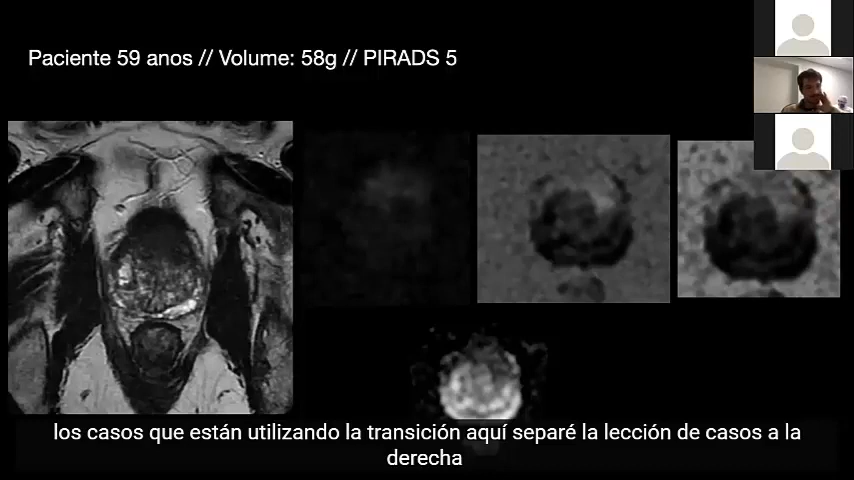 Paciente 59 anos // Volume: 58g // PIRADS 5
los casos que están utilizando la transición aquí separé la lección de casos a la
derecha